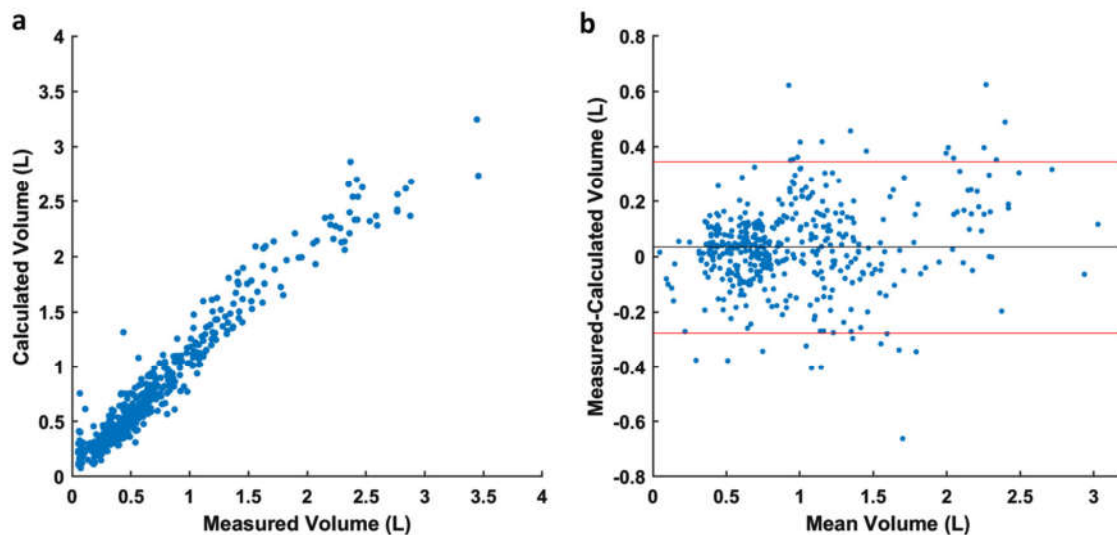 a
4
3.5
3
2.5
2
1.5
1
0.5
0
Calculated Volume (L)
0 0.5 1 1.5 2 2.5 3 3.5 4
Measured Volume (L)
b
0.8
0.6
0.4
0.2
0
-0.2
-0.4
-0.6
-0.8
Measured-Calculated Volume (L)
0 0.5 1 1.5 2 2.5 3
Mean Volume (L)